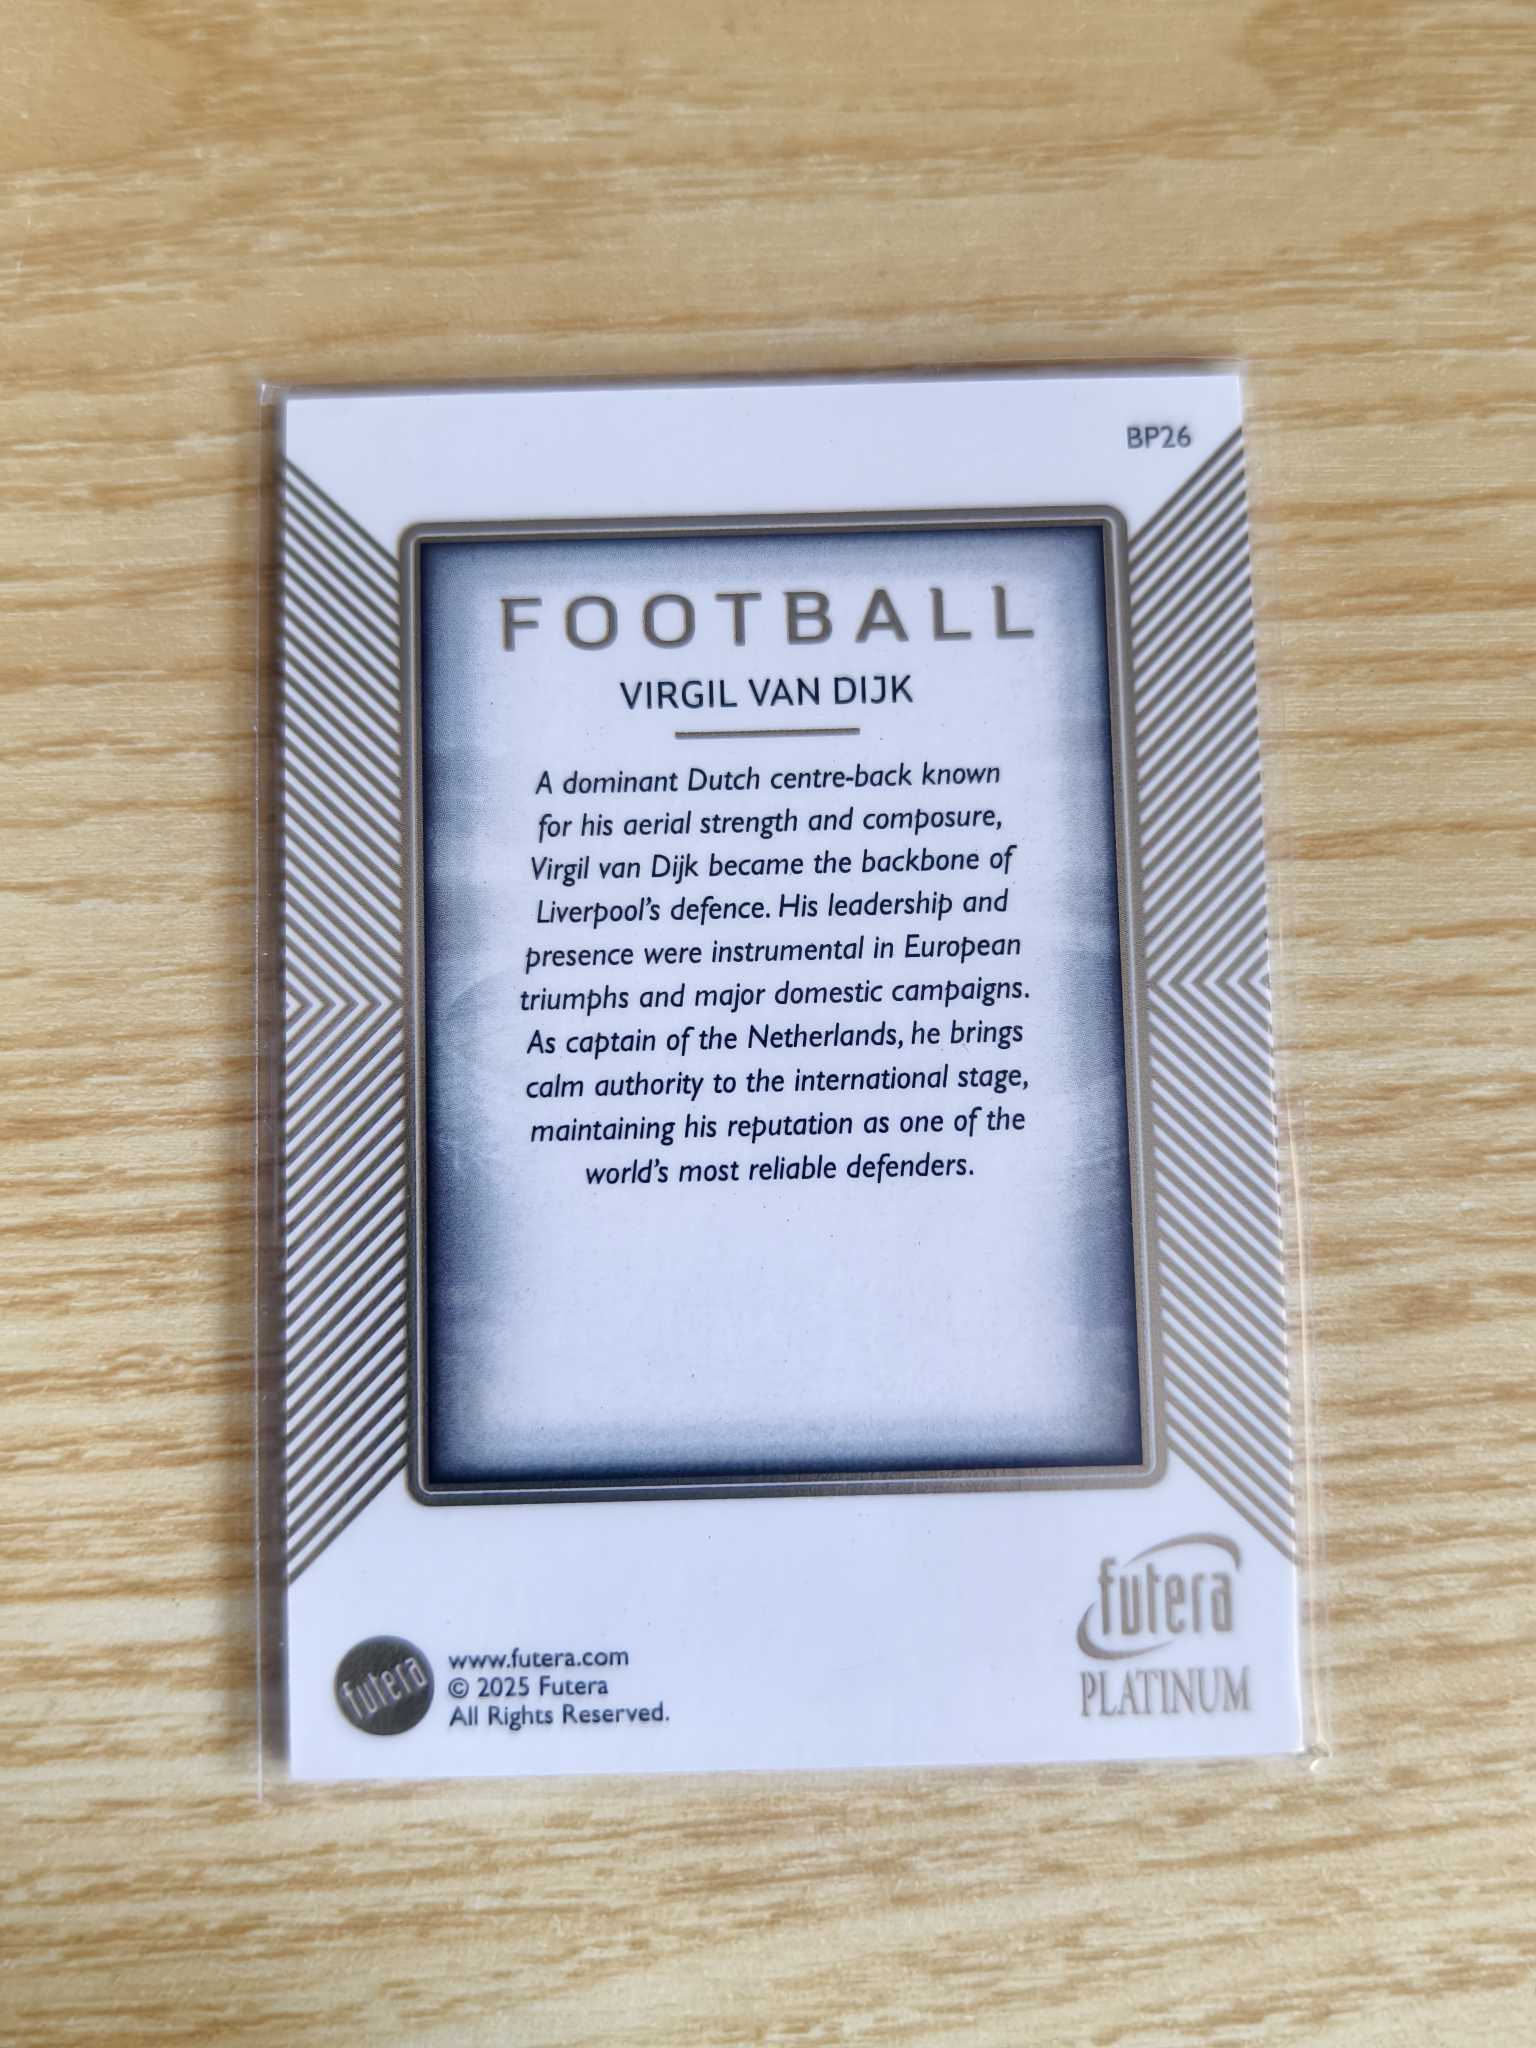 BP26
FOOTBALL
VIRGIL VAN DIJK
A dominant Dutch centre-back known
for his aerial strength and composure,
Virgil van Dijk became the backbone of
Liverpool's defence. His leadership and
presence were instrumental in European
triumphs and major domestic campaigns.
As captain of the Netherlands, he brings
calm authority to the international stage,
maintaining his reputation as one of the
world's most reliable defenders.
futera
www.futera.com
© 2025 Futera
All Rights Reserved.
futera
PLATINUM